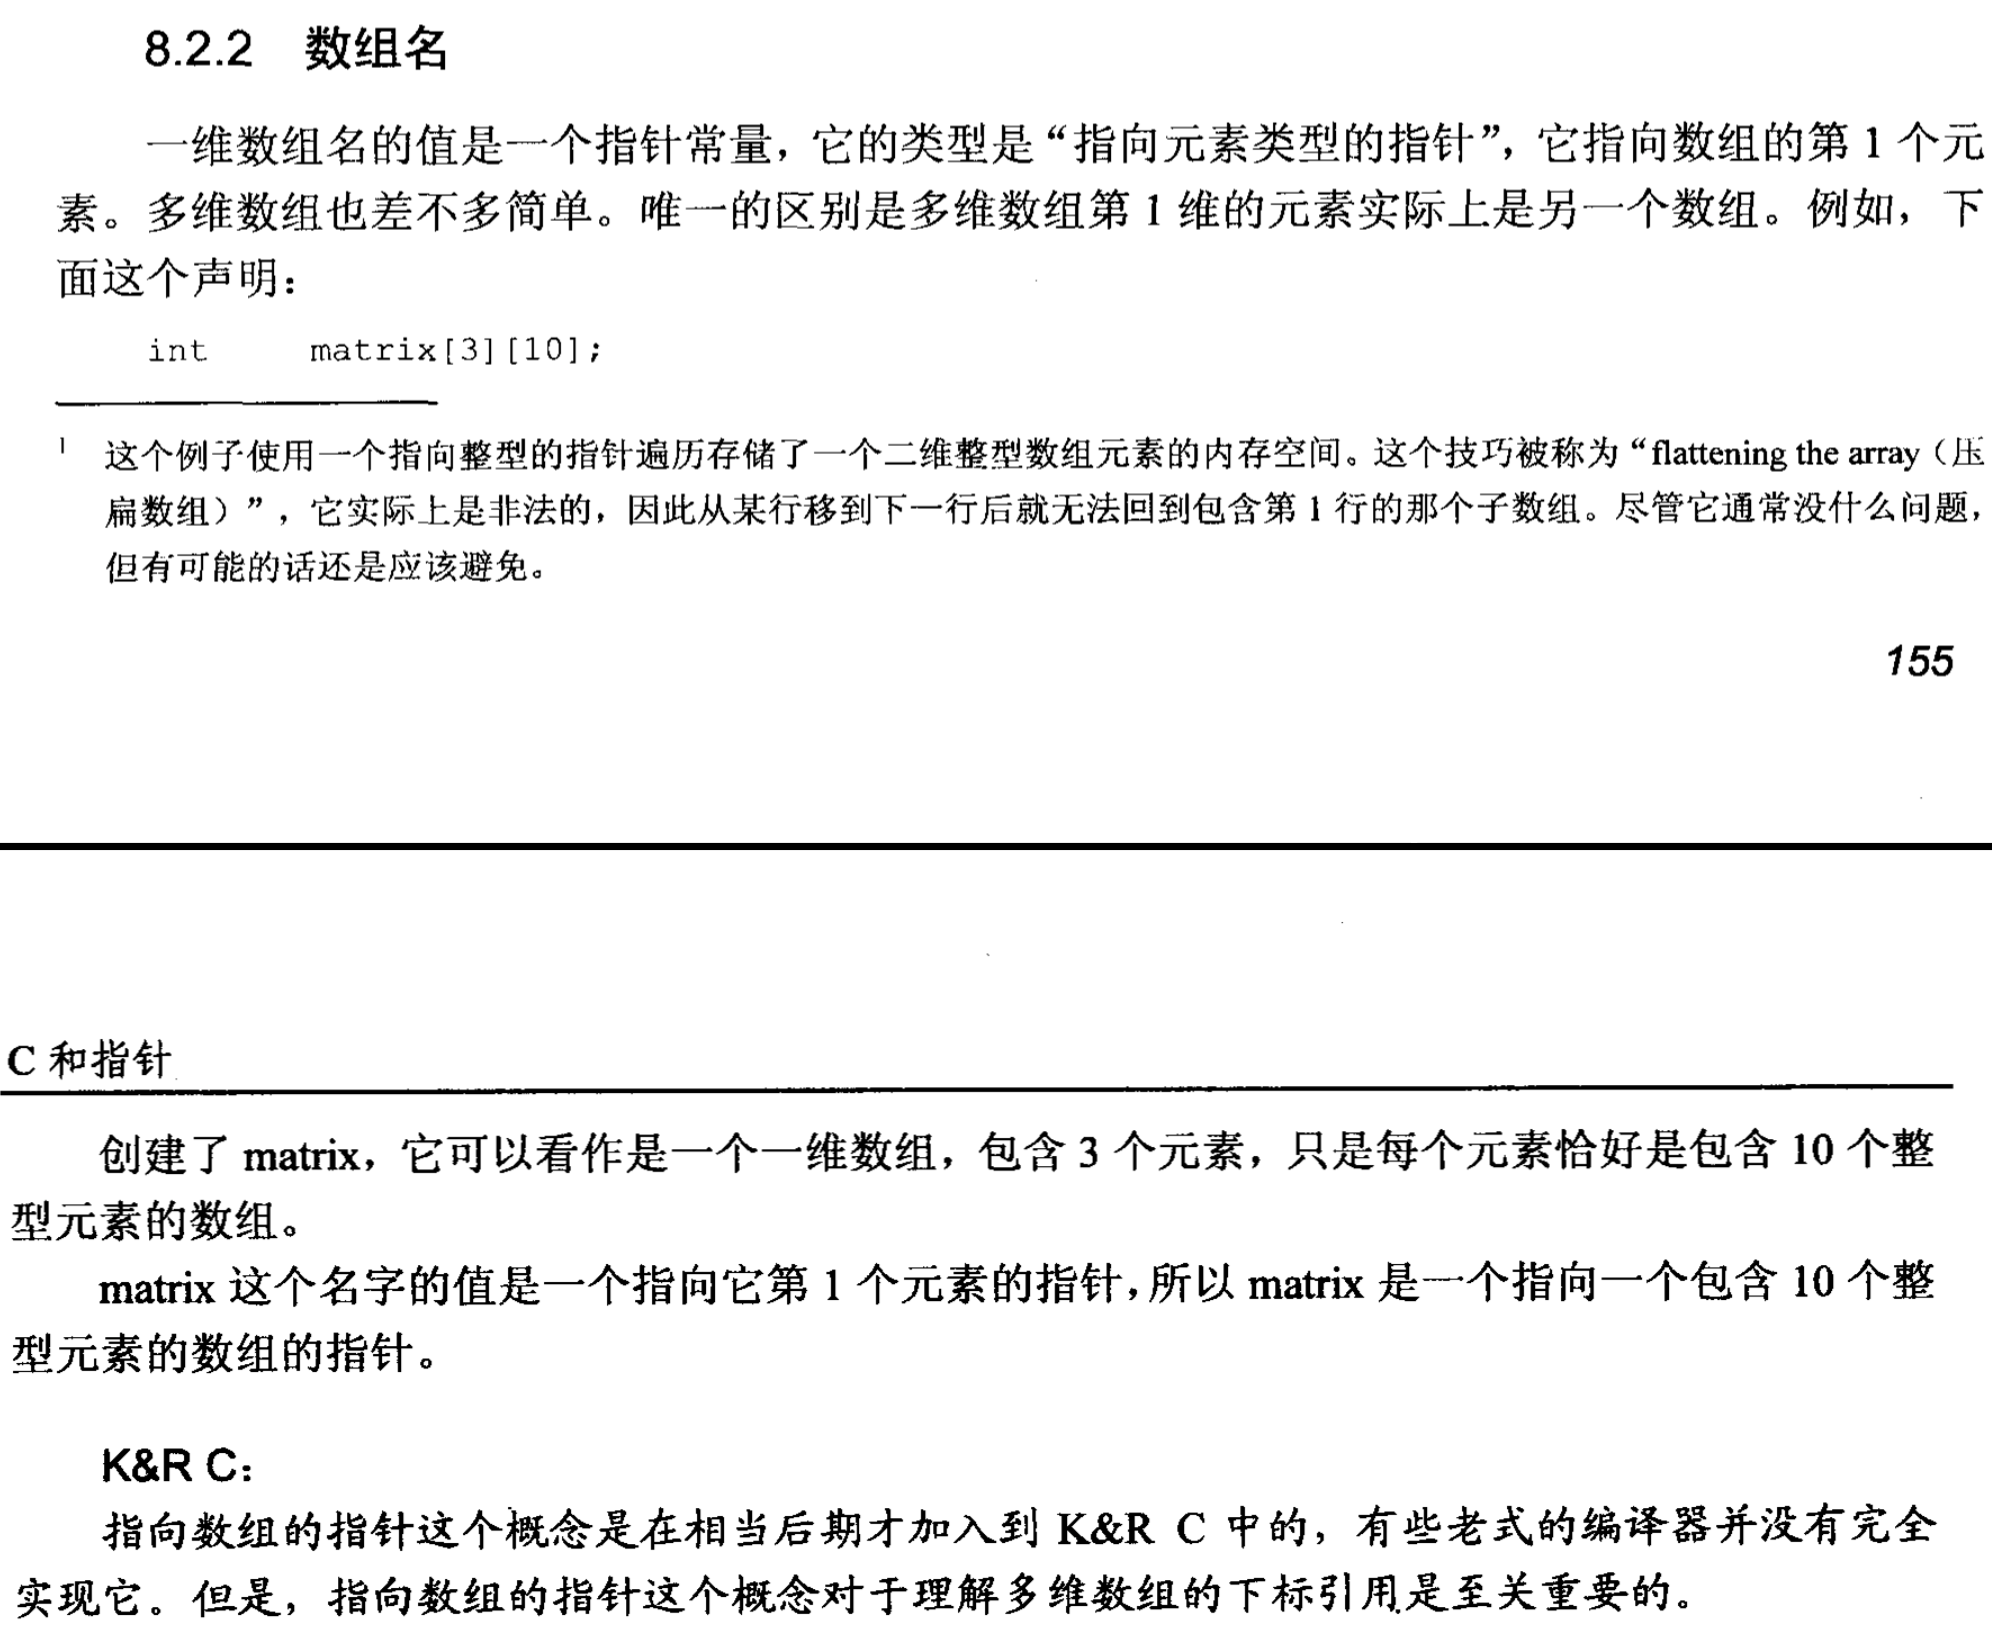 8.2.2 数组名
一维数组名的值是一个指针常量，它的类型是“指向元素类型的指针”，它指向数组的第 1 个元
素。多维数组也差不多简单。唯一的区别是多维数组第 1 维的元素实际上是另一个数组。例如，下
面这个声明：
int matrix[3][10];
1 这个例子使用一个指向整型的指针遍历存储了一个二维整型数组元素的内存空间。这个技巧被称为“flattening the array（压
扁数组）”，它实际上是非法的，因此从某行移到下一行后就无法回到包含第 1 行的那个子数组。尽管它通常没什么问题，
但有可能的话还是应该避免。
155
C 和指针
创建了 matrix，它可以看作是一个一维数组，包含 3 个元素，只是每个元素恰好是包含 10 个整
型元素的数组。
matrix 这个名字的值是一个指向它第 1 个元素的指针，所以 matrix 是一个指向一个包含 10 个整
型元素的数组的指针。
K&R C：
指向数组的指针这个概念是在相当后期才加入到 K&R C 中的，有些老式的编译器并没有完全
实现它。但是，指向数组的指针这个概念对于理解多维数组的下标引用是至关重要的。